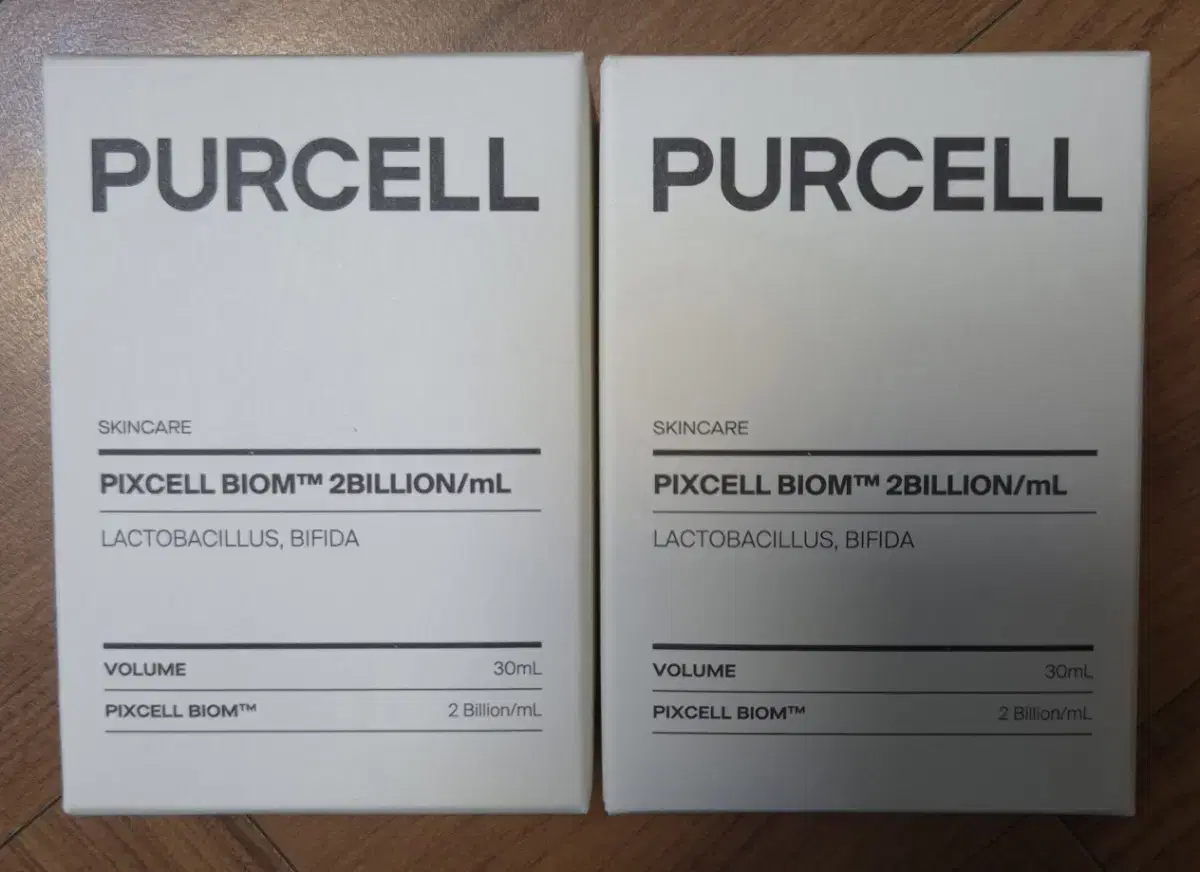 PURCELL
SKINCARE
PIXCELL BIOM™ 2BILLION/mL
LACTOBACILLUS, BIFIDA
VOLUME 30mL
PIXCELL BIOM™ 2 Billion/mL
PURCELL
SKINCARE
PIXCELL BIOM™ 2BILLION/mL
LACTOBACILLUS, BIFIDA
VOLUME 30mL
PIXCELL BIOM™ 2 Billion/mL